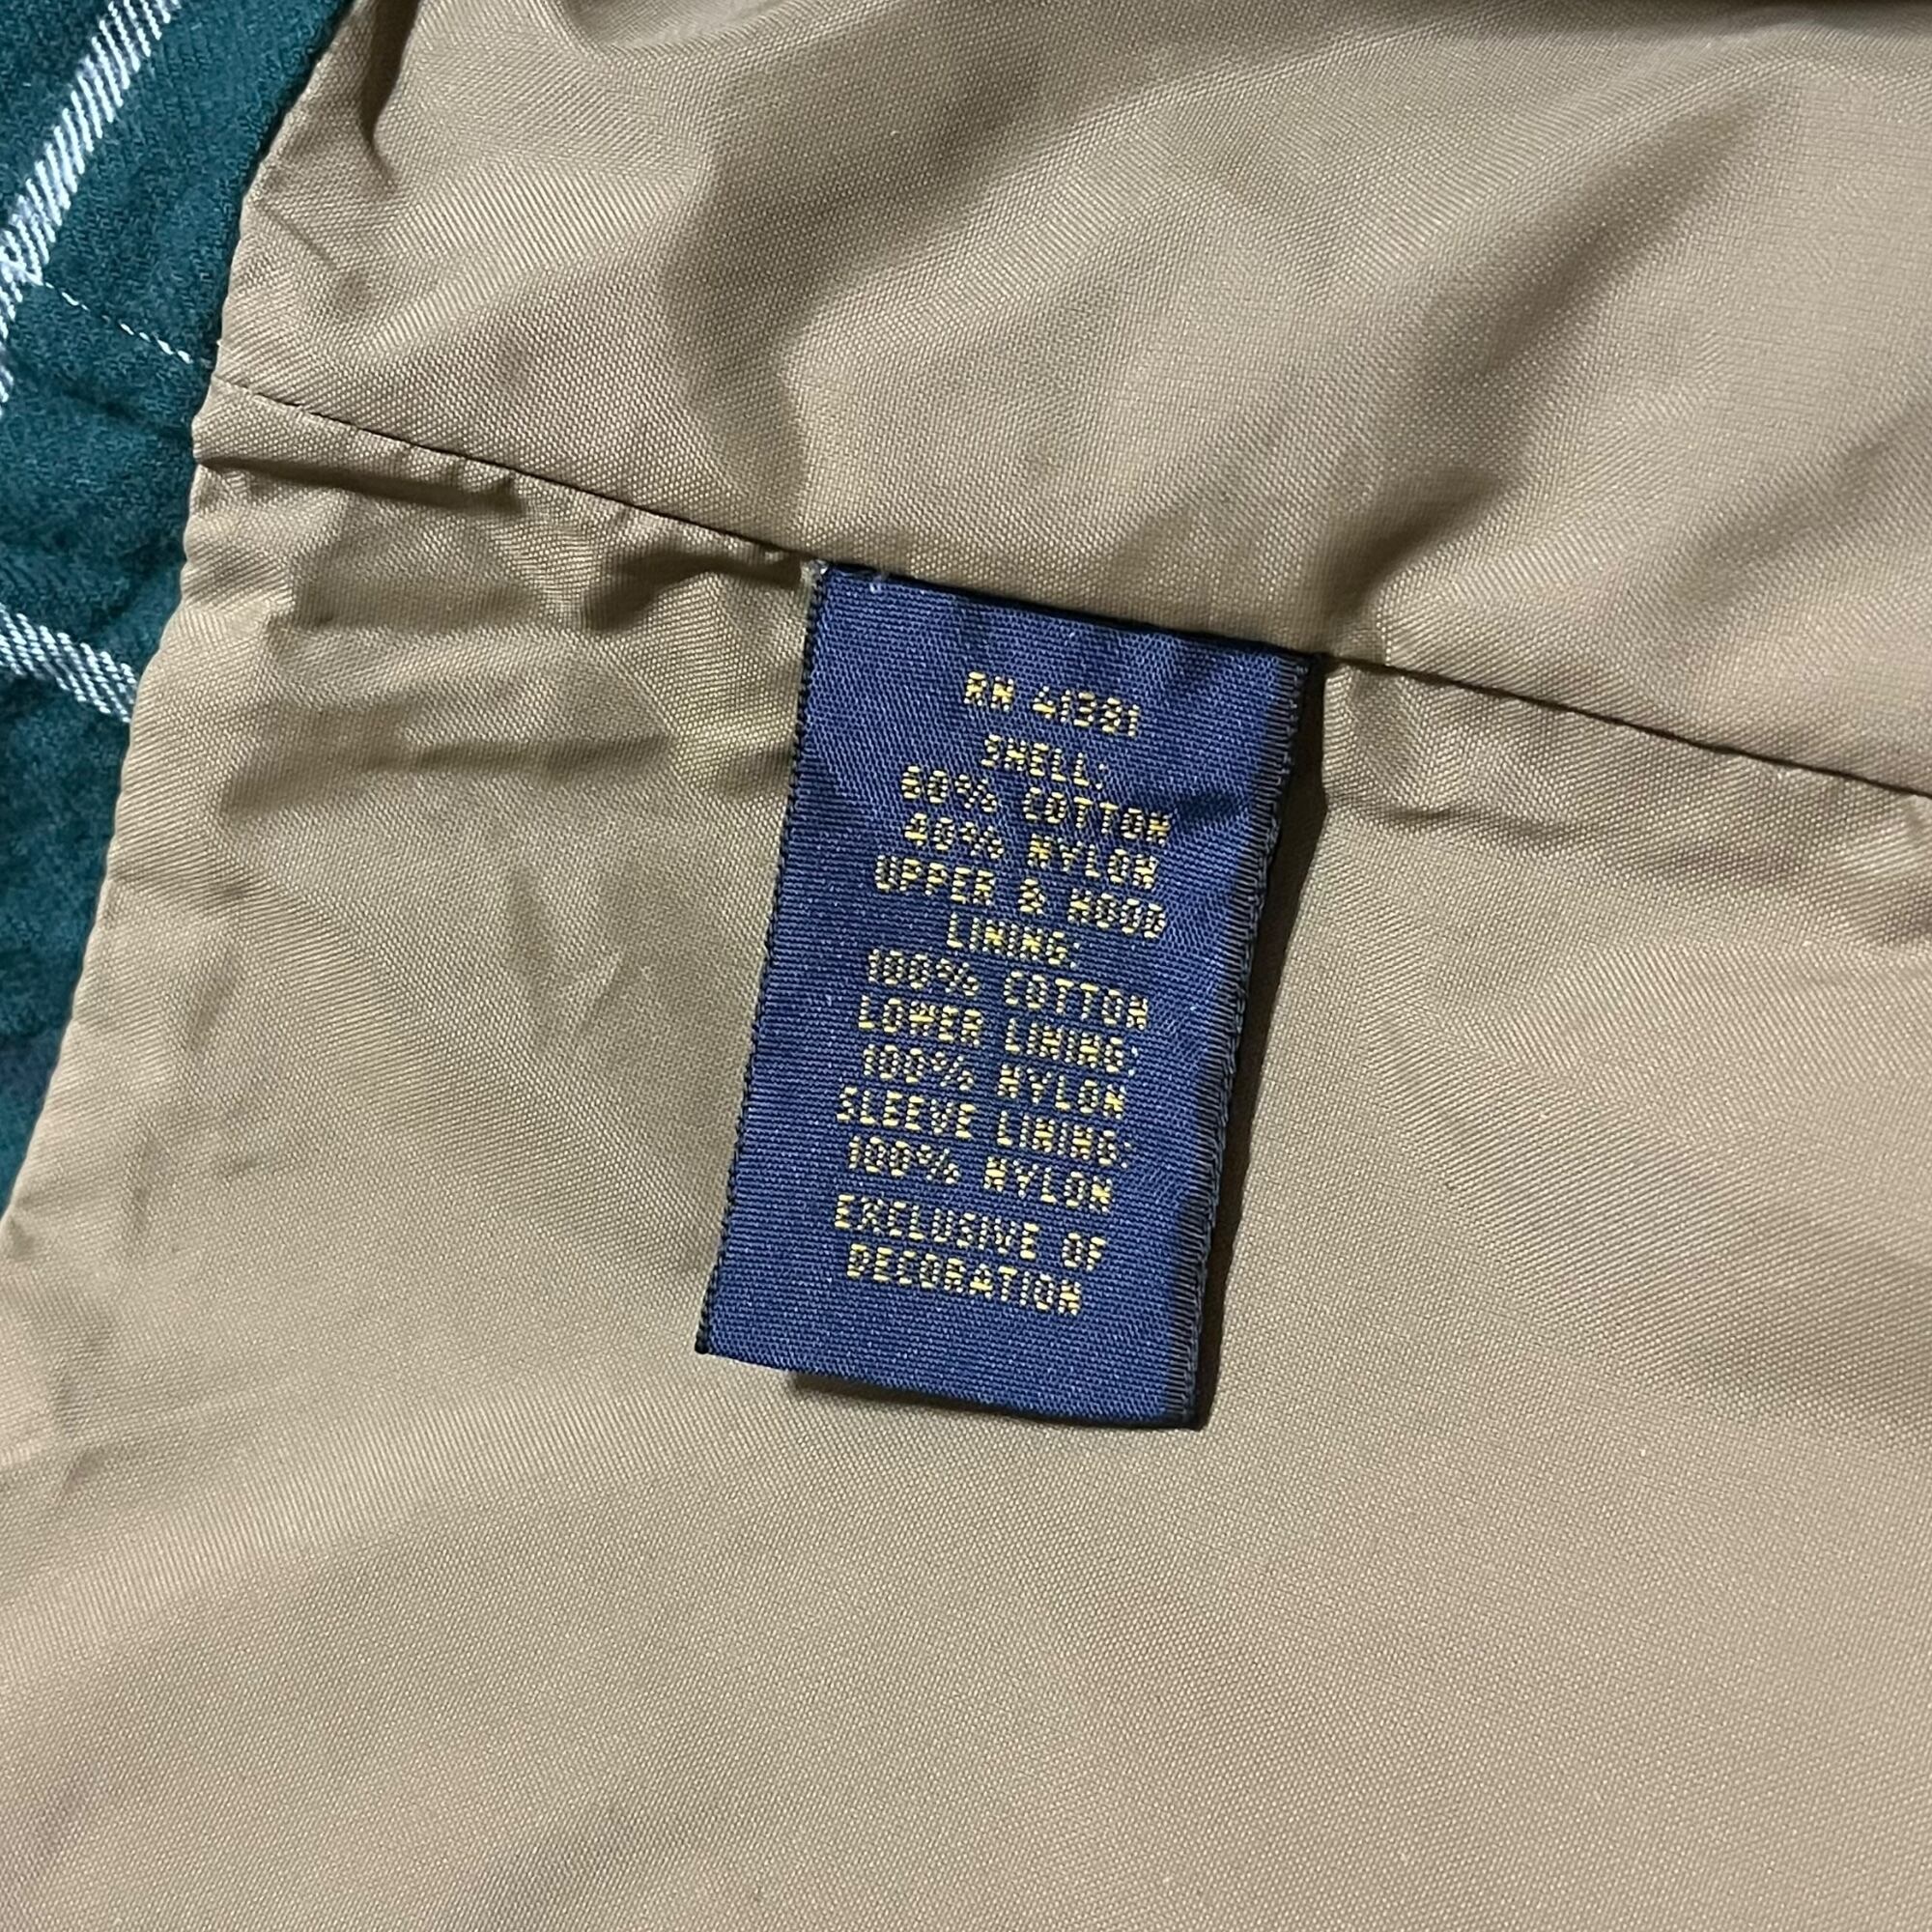 RN 41381
SHELL:
60% COTTON
40% NYLON
UPPER & HOOD
LINING:
100% COTTON
LOWER LINING:
100% NYLON
SLEEVE LINING:
100% NYLON
EXCLUSIVE OF
DECORATION